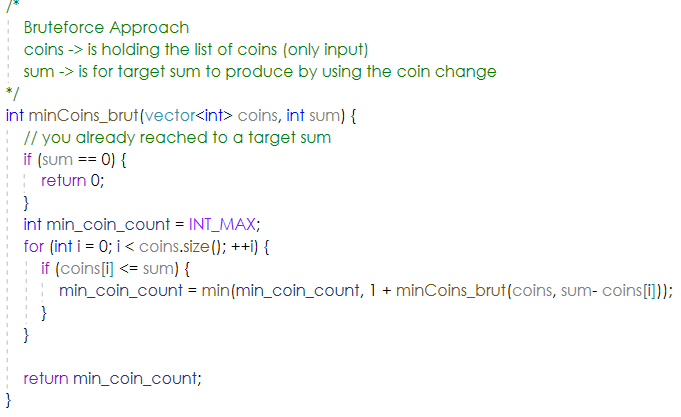 /*
Bruteforce Approach
coins -> is holding the list of coins (only input)
sum -> is for target sum to produce by using the coin change
*/
int minCoins_brut(vector<int> coins, int sum) {
// you already reached to a target sum
if (sum == 0) {
return 0;
}
int min_coin_count = INT_MAX;
for (int i = 0; i < coins.size(); ++i) {
if (coins[i] <= sum) {
min_coin_count = min(min_coin_count, 1 + minCoins_brut(coins, sum- coins[i]));
}
}
return min_coin_count;
}